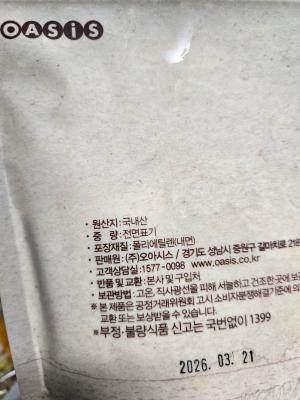 OASIS
· 원산지:국내산
· 중 량:전면표기
· 포장재질:폴리에틸렌(내면)
· 판매원:(주)오아시스 / 경기도 성남시 중원구 갈마치로 218
· 고객상담실:1577-0098 www.oasis.co.kr
· 반품 및 교환:본사 및 구입처
· 보관방법:고온, 직사광선을 피해 서늘하고 건조한 곳에 보관
※ 본 제품은 공정거래위원회 고시 소비자분쟁해결기준에 의
교환 또는 보상받을 수 있습니다.
※부정·불량식품 신고는 국번없이 1399
2026. 03. 21